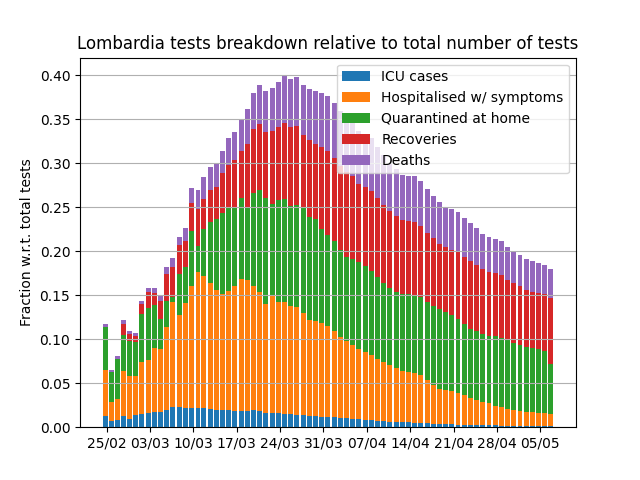 Lombardia tests breakdown relative to total number of tests
Fraction w.r.t. total tests
0.40
0.35
0.30
0.25
0.20
0.15
0.10
0.05
0.00
ICU cases
Hospitalised w/ symptoms
Quarantined at home
Recoveries
Deaths
25/02 03/03 10/03 17/03 24/03 31/03 07/04 14/04 21/04 28/04 05/05